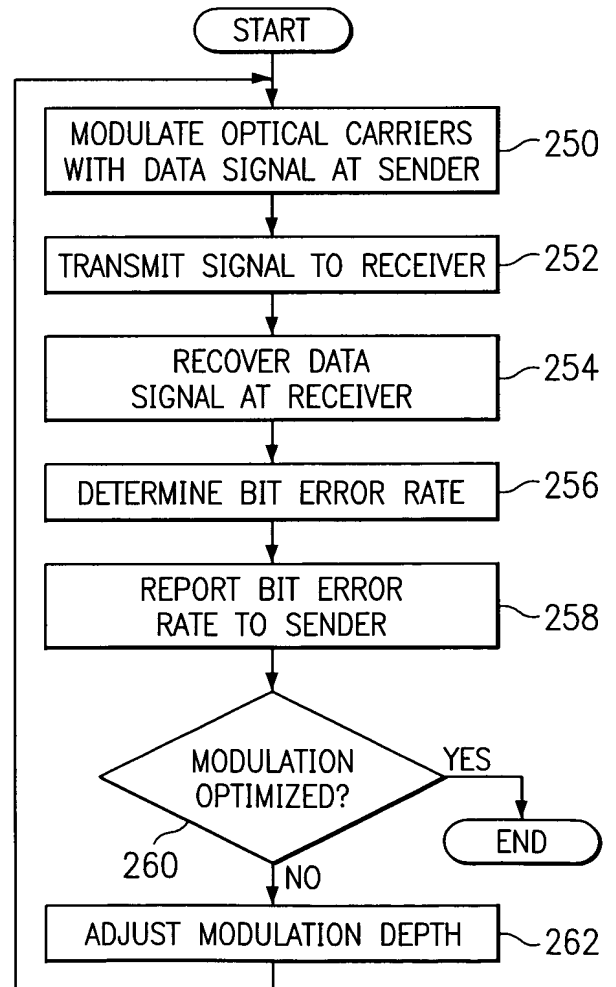 START
MODULATE OPTICAL CARRIERS
WITH DATA SIGNAL AT SENDER
250
TRANSMIT SIGNAL TO RECEIVER
252
RECOVER DATA
SIGNAL AT RECEIVER
254
DETERMINE BIT ERROR RATE
256
REPORT BIT ERROR
RATE TO SENDER
258
MODULATION
OPTIMIZED?
YES
END
260
NO
ADJUST MODULATION DEPTH
262